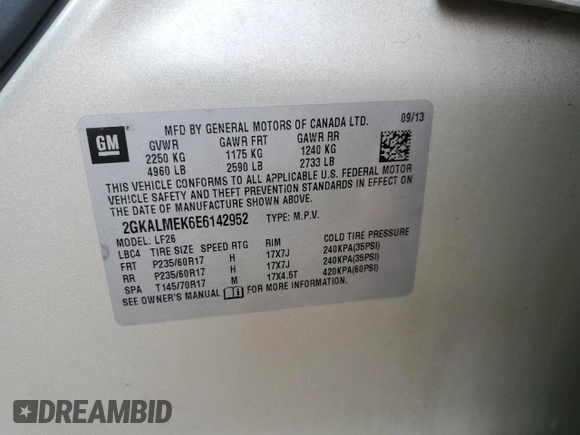 MFD BY GENERAL MOTORS OF CANADA LTD. 09/13
GM
GVWR GAWR FRT GAWR RR
2250 KG 1175 KG 1240 KG
4960 LB 2590 LB 2733 LB
THIS VEHICLE CONFORMS TO ALL APPLICABLE U.S. FEDERAL MOTOR
VEHICLE SAFETY AND THEFT PREVENTION STANDARDS IN EFFECT ON
THE DATE OF MANUFACTURE SHOWN ABOVE.
2GKALMEK6E6142952 TYPE: M.P.V.
MODEL: LF26
LBC4 TIRE SIZE SPEED RTG RIM COLD TIRE PRESSURE
FRT P235/60R17 H 17X7J 240KPA(35PSI)
RR P235/60R17 H 17X7J 240KPA(35PSI)
SPA T145/70R17 M 17X4.5T 420KPA(60PSI)
SEE OWNER'S MANUAL FOR MORE INFORMATION.
DREAMBID